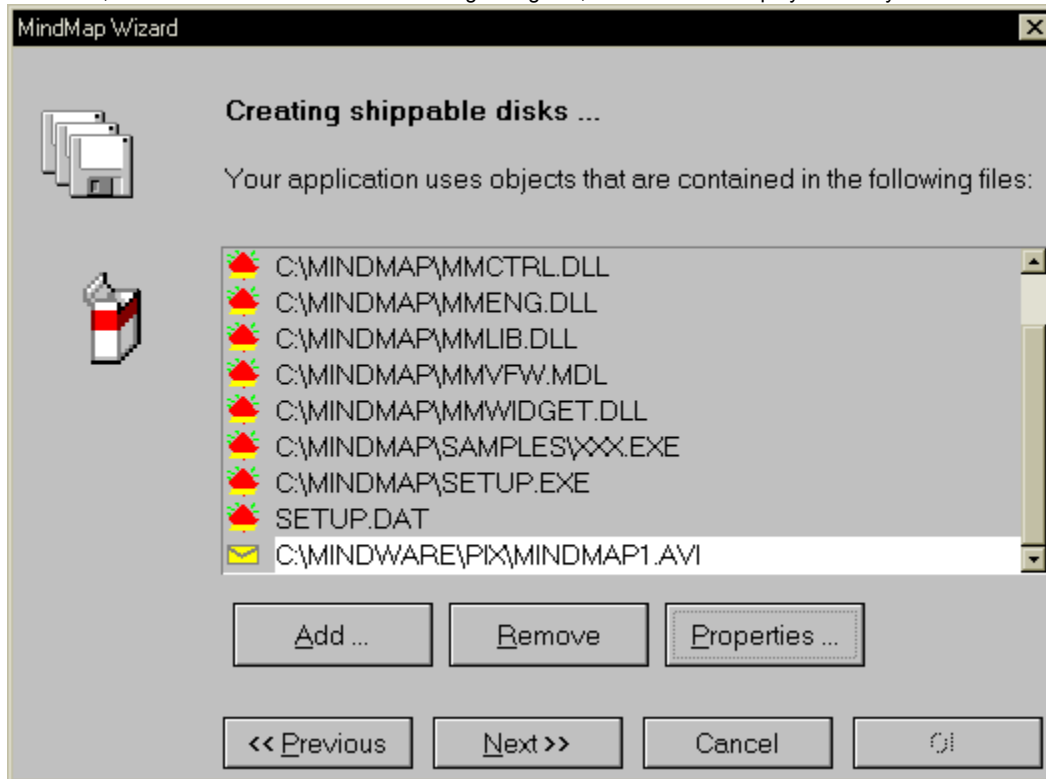 MindMap Wizard
Creating shippable disks ...
Your application uses objects that are contained in the following files:
C:\MINDMAP\MMCTRL.DLL
C:\MINDMAP\MMENG.DLL
C:\MINDMAP\MMLIB.DLL
C:\MINDMAP\MMVFW.MDL
C:\MINDMAP\MMWIDGET.DLL
C:\MINDMAP\SAMPLES\XXX.EXE
C:\MINDMAP\SETUP.EXE
SETUP.DAT
C:\MINDWARE\PIX\MINDMAP1.AVI
Add ... Remove Properties ...
<< Previous Next >> Cancel